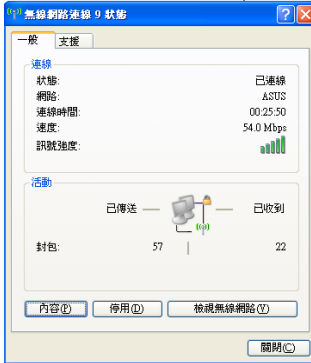 無線網路連線 9 狀態
一般 支援
連線
狀態: 已連線
網路: ASUS
連線時間: 00:25:50
速度: 54.0 Mbps
訊號強度:
活動
已傳送 — — 已收到
封包: 57 | 22
內容(P) 停用(D) 檢視無線網路(V)
關閉(C)